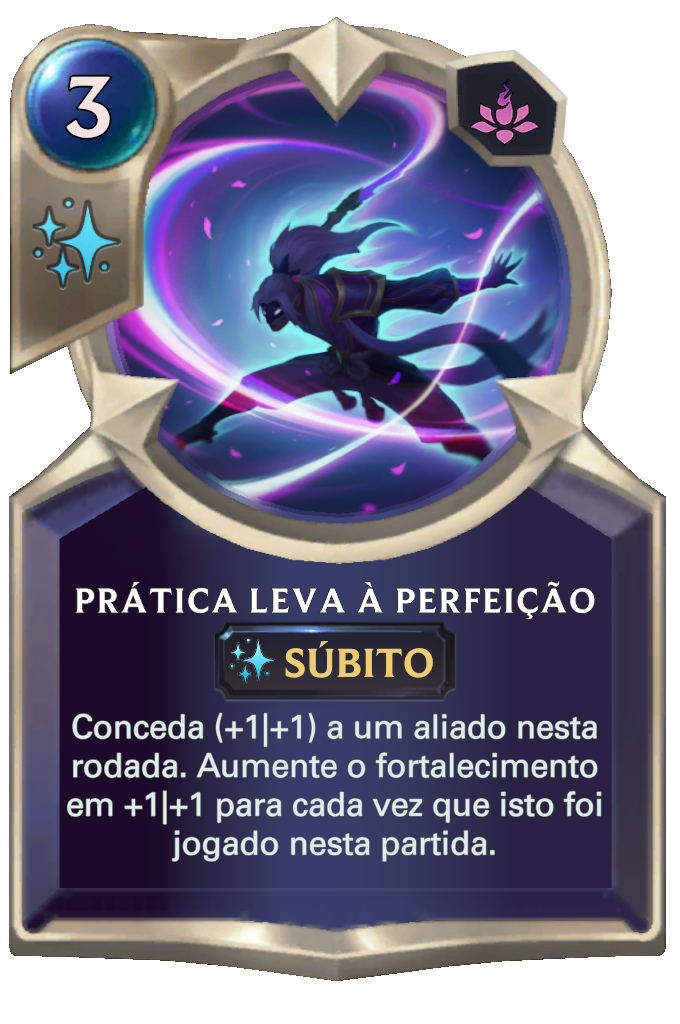 3
PRÁTICA LEVA À PERFEIÇÃO
SÚBITO
Conceda (+1|+1) a um aliado nesta
rodada. Aumente o fortalecimento
em +1|+1 para cada vez que isto foi
jogado nesta partida.